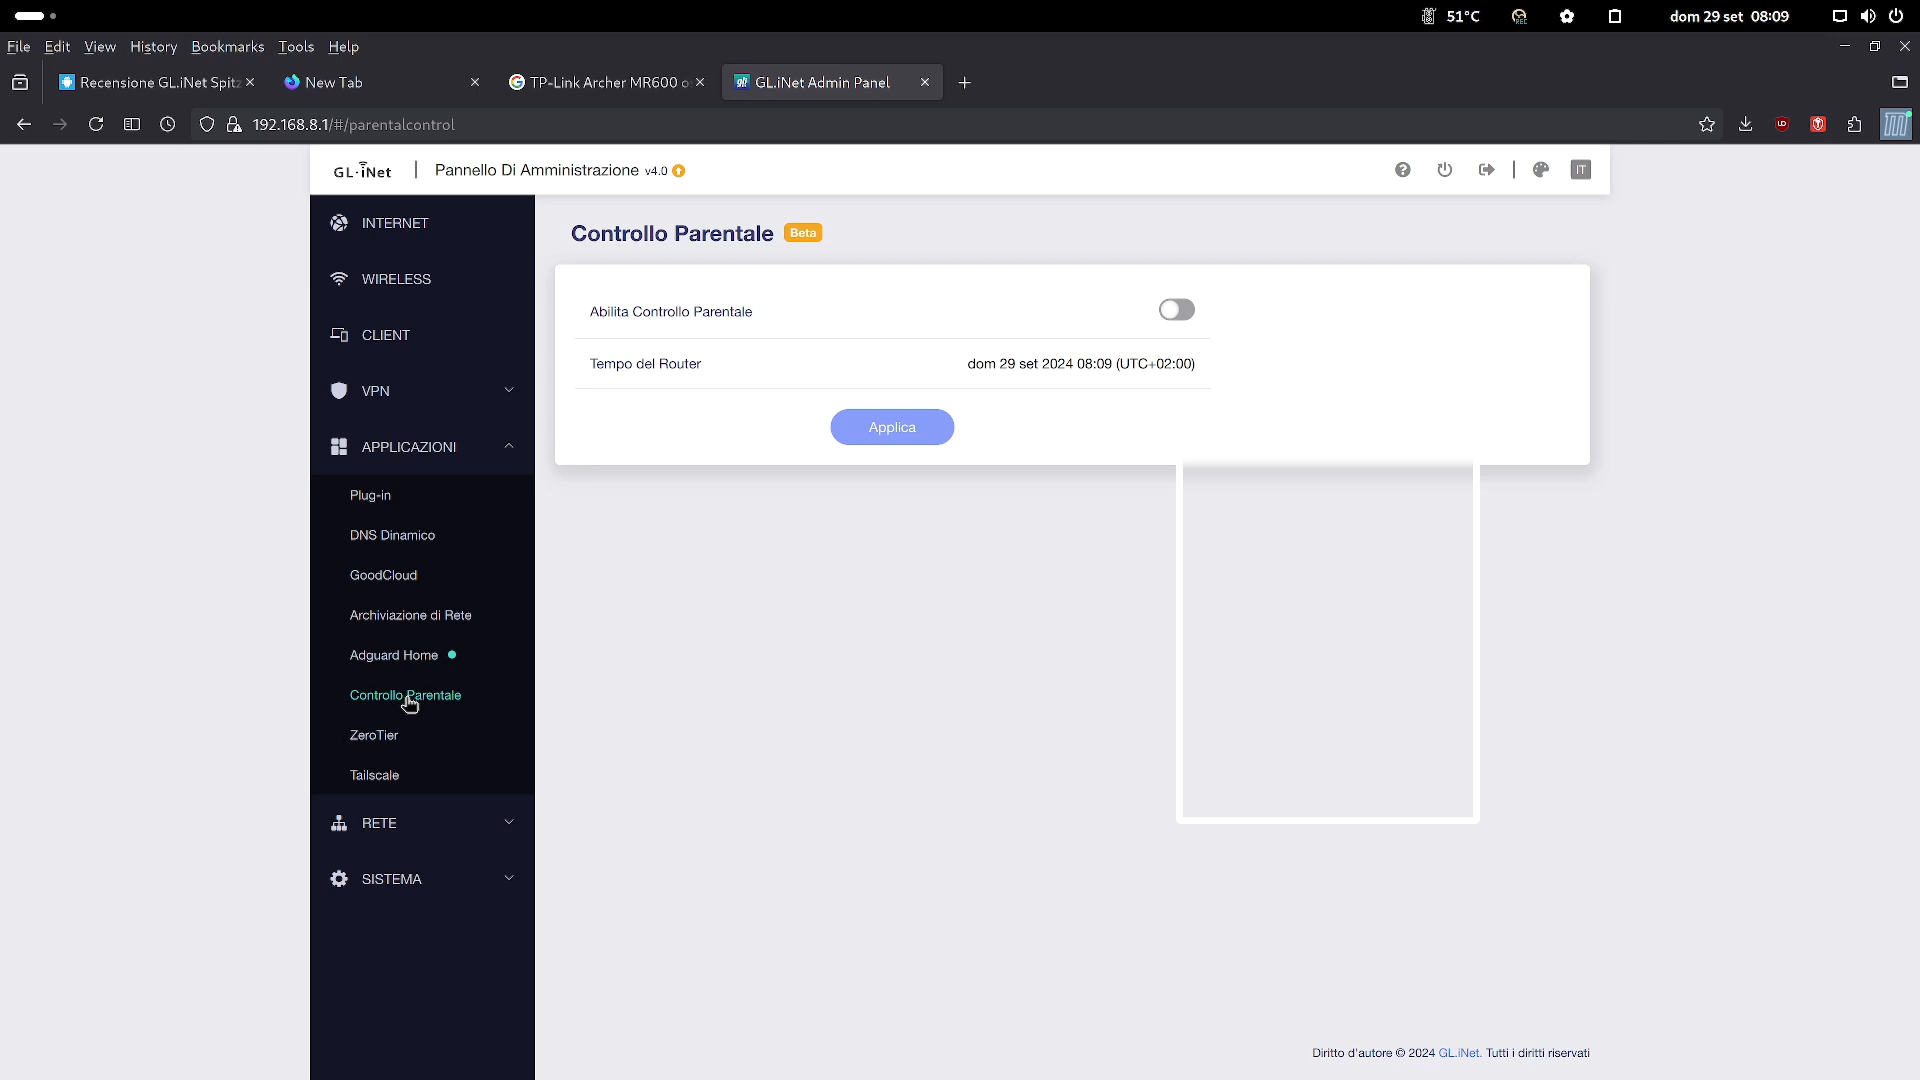 51°C
REC
dom 29 set 08:09
File Edit View History Bookmarks Tools Help
Recensione GL.iNet Spitz
New Tab
TP-Link Archer MR600 o
GL.iNet Admin Panel
192.168.8.1/#/parentalcontrol
GL·iNet | Pannello Di Amministrazione v4.0
IT
INTERNET
WIRELESS
CLIENT
VPN
APPLICAZIONI
Plug-in
DNS Dinamico
GoodCloud
Archiviazione di Rete
Adguard Home
Controllo Parentale
ZeroTier
Tailscale
RETE
SISTEMA
Controllo Parentale Beta
Abilita Controllo Parentale
Tempo del Router dom 29 set 2024 08:09 (UTC+02:00)
Applica
Diritto d'autore © 2024 GL.iNet. Tutti i diritti riservati